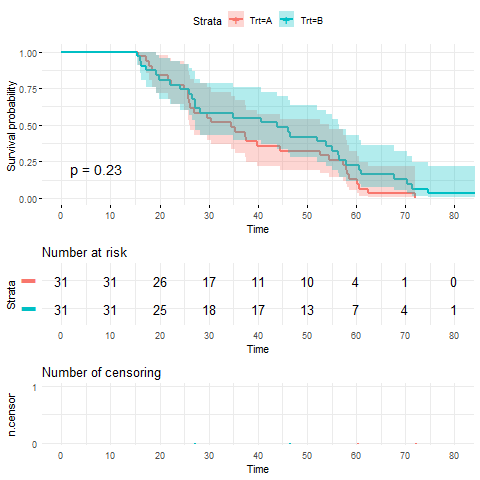 Strata Trt=A Trt=B
Survival probability
1.00
0.75
0.50
0.25
0.00
p = 0.23
0 10 20 30 40 50 60 70 80
Time
Number at risk
Strata
31 31 26 17 11 10 4 1 0
31 31 25 18 17 13 7 4 1
0 10 20 30 40 50 60 70 80
Time
Number of censoring
n.censor
1
0
0 10 20 30 40 50 60 70 80
Time